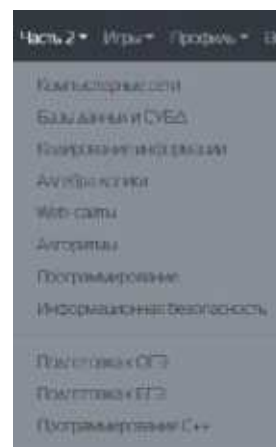 Часть 2 Игры Профиль
Компьютерные сети
Базы данных и СУБД
Кодирование информации
Алгебра логики
Web-сайты
Алгоритмы
Программирование
Информационная безопасность
Подготовка к ОГЭ
Подготовка к ЕГЭ
Программирование C++